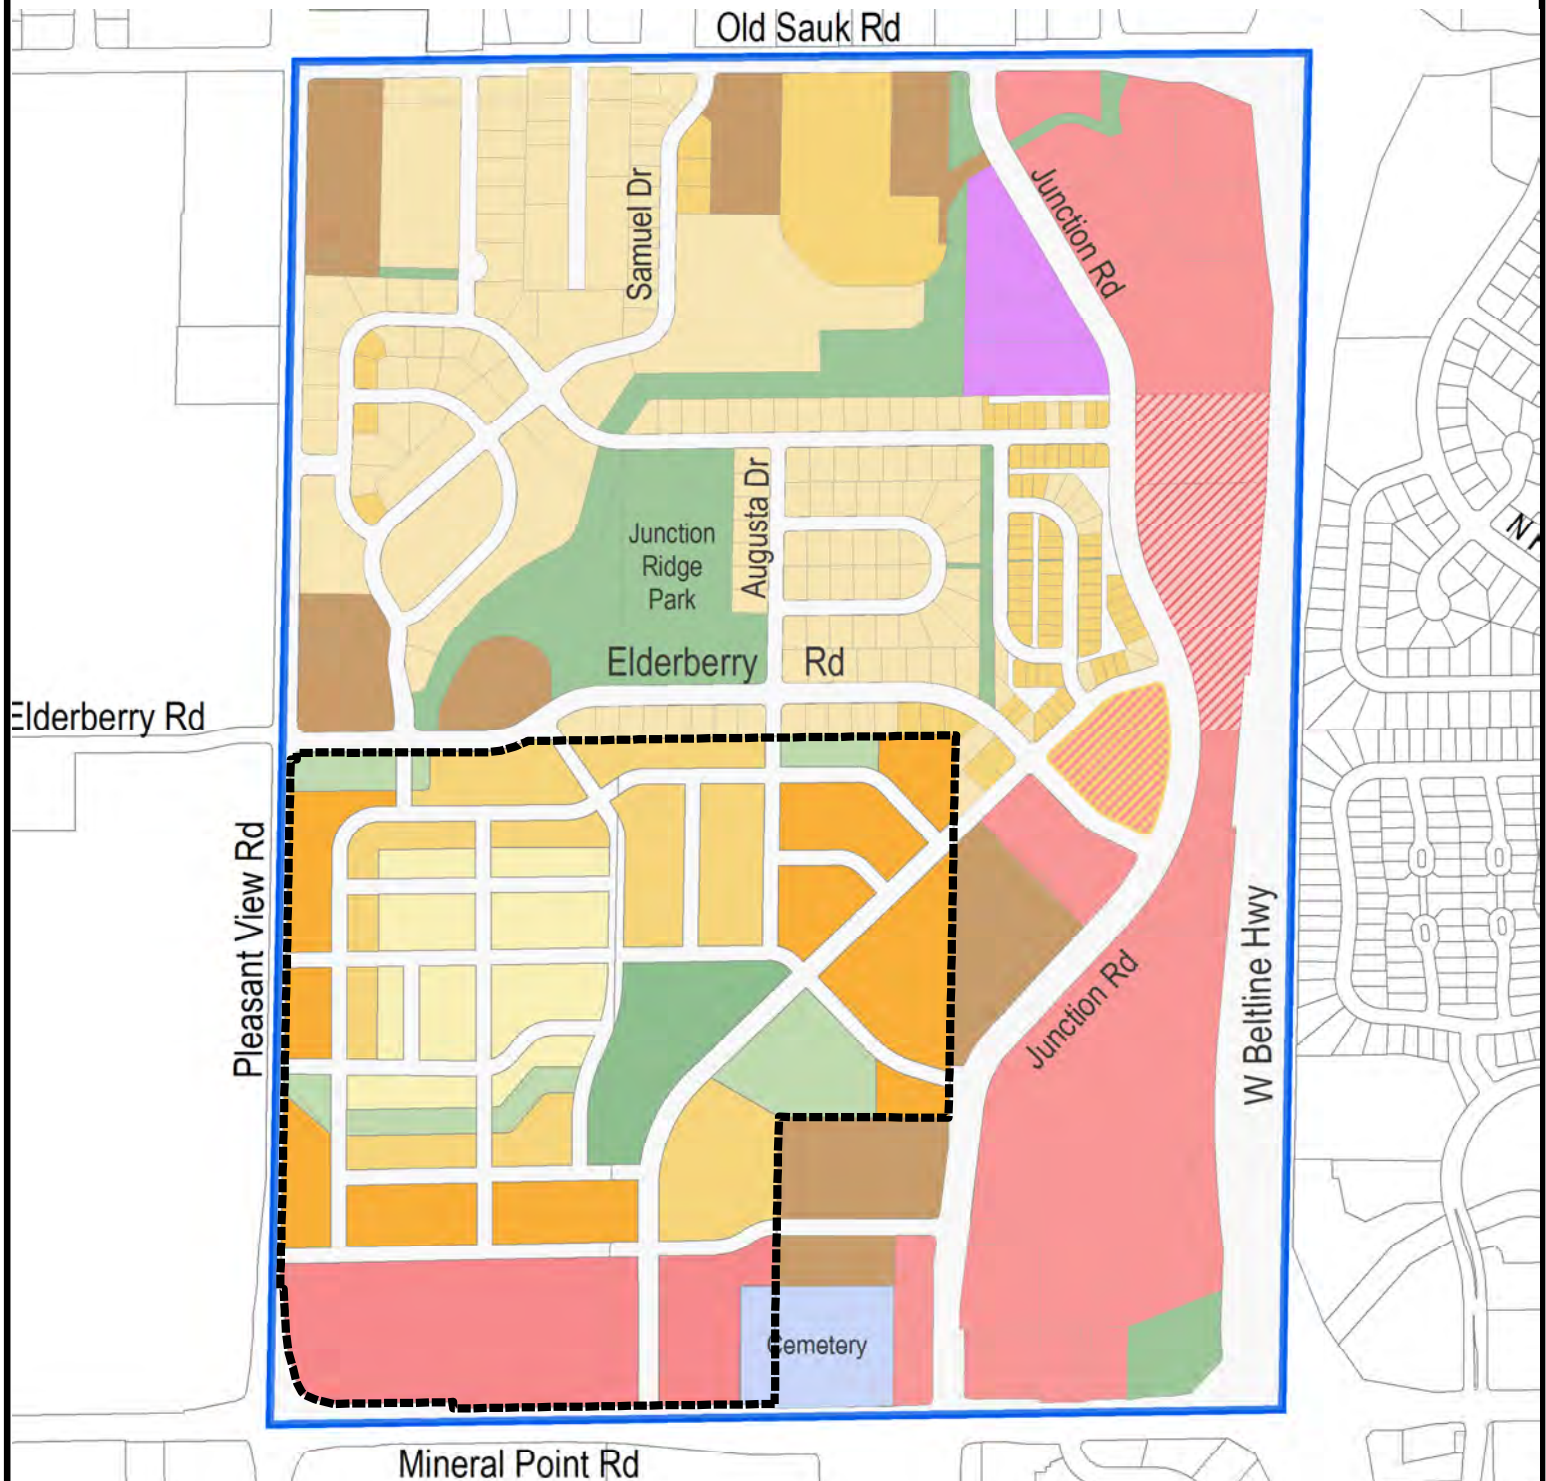 Old Sauk Rd
Samuel Dr
Junction Rd
Augusta Dr
Junction
Ridge
Park
Elderberry Rd
Elderberry Rd
Pleasant View Rd
Junction Rd
W Beltline Hwy
Cemetery
Mineral Point Rd